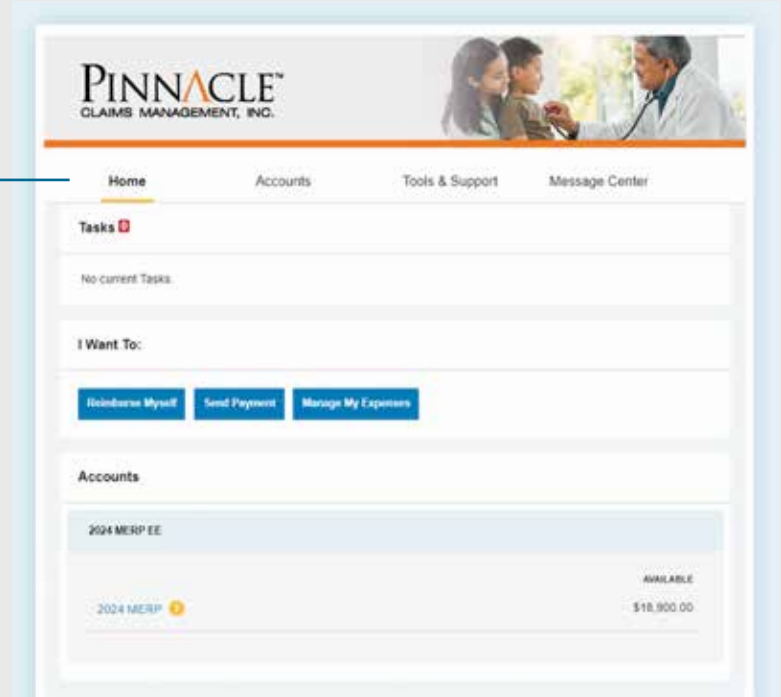 PINNACLE™
CLAIMS MANAGEMENT, INC.
Home Accounts Tools & Support Message Center
Tasks 0
No current Tasks.
I Want To:
Reimburse Myself Send Payment Manage My Expenses
Accounts
2024 MERP EE
AVAILABLE
2024 MERP $18,900.00